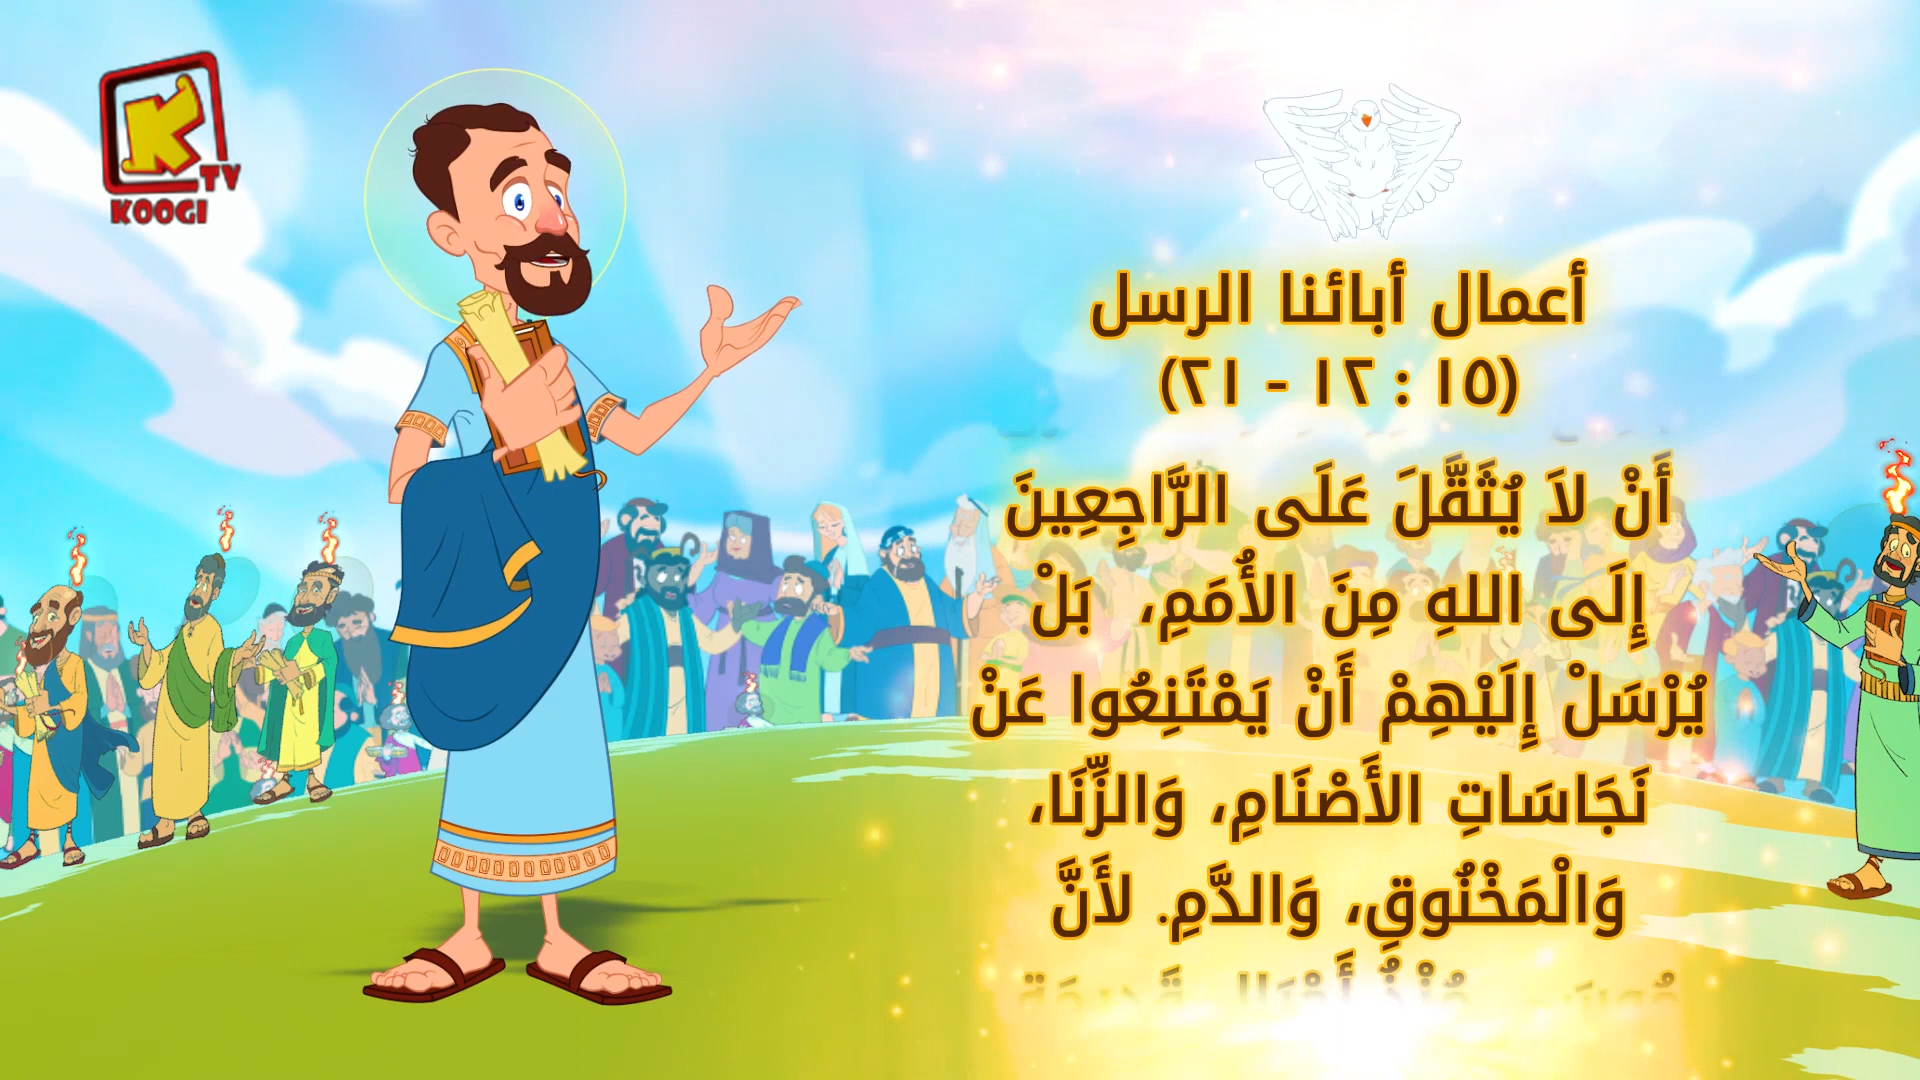 K
TV
KOOGI
أعمال أبائنا الرسل
(١٥ : ١٢ - ٢١)
أَنْ لاَ يُثَقَّلَ عَلَى الرَّاجِعِينَ
إِلَى اللهِ مِنَ الأُمَمِ، بَلْ
يُرْسَلْ إِلَيْهِمْ أَنْ يَمْتَنِعُوا عَنْ
نَجَاسَاتِ الأَصْنَامِ، وَالزِّنَا،
وَالْمَخْنُوقِ، وَالدَّمِ. لأَنَّ